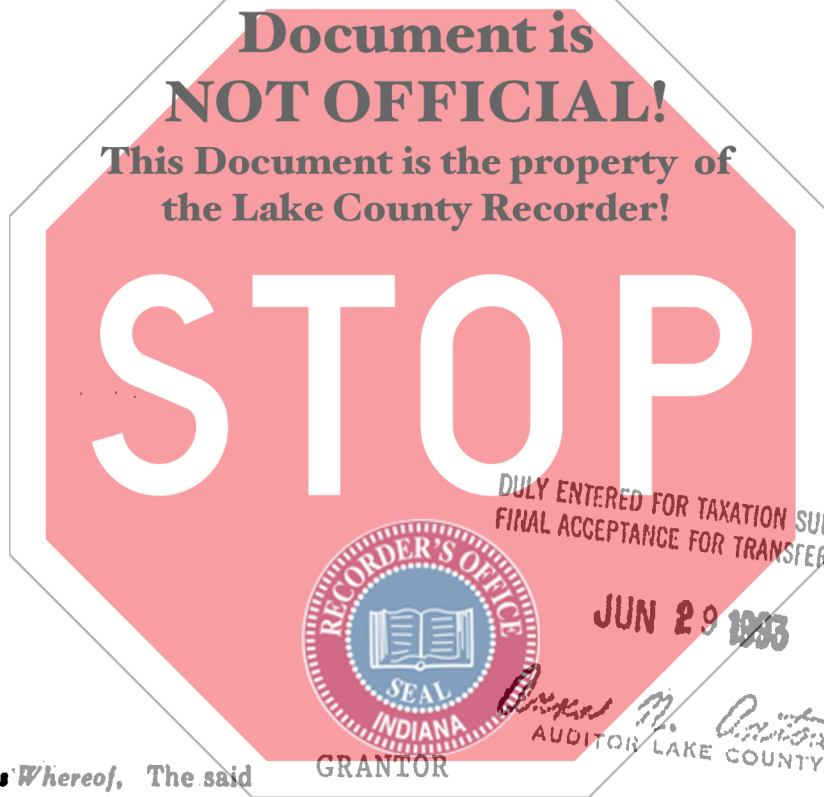 Document is
NOT OFFICIAL!
This Document is the property of
the Lake County Recorder!
STOP
DULY ENTERED FOR TAXATION
FINAL ACCEPTANCE FOR
JUN 29 1993
RECORDER'S OFFICE
SEAL
INDIANA
AUDITOR LAKE COUNTY
Whereof, The said GRANTOR